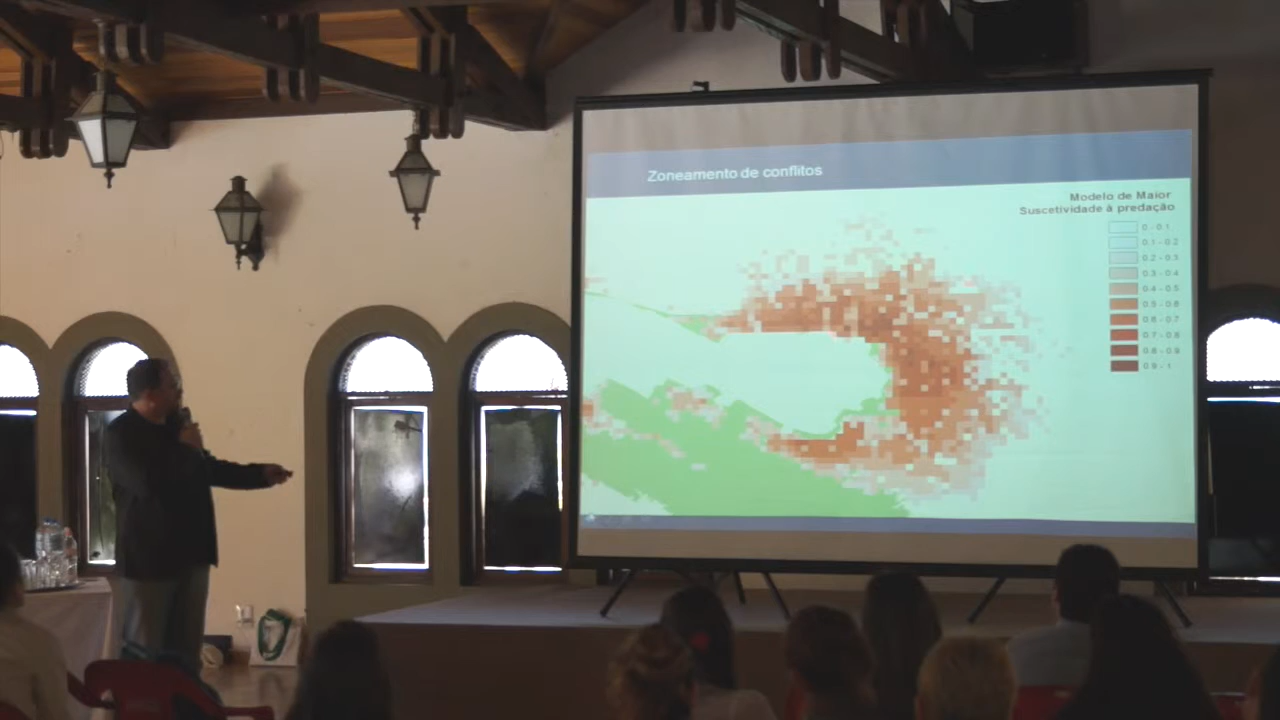 Zoneamento de conflitos
Modelo de Maior
Suscetividade à predação
0 - 0.1
0.1 - 0.2
0.2 - 0.3
0.3 - 0.4
0.4 - 0.5
0.5 - 0.6
0.6 - 0.7
0.7 - 0.8
0.8 - 0.9
0.9 - 1